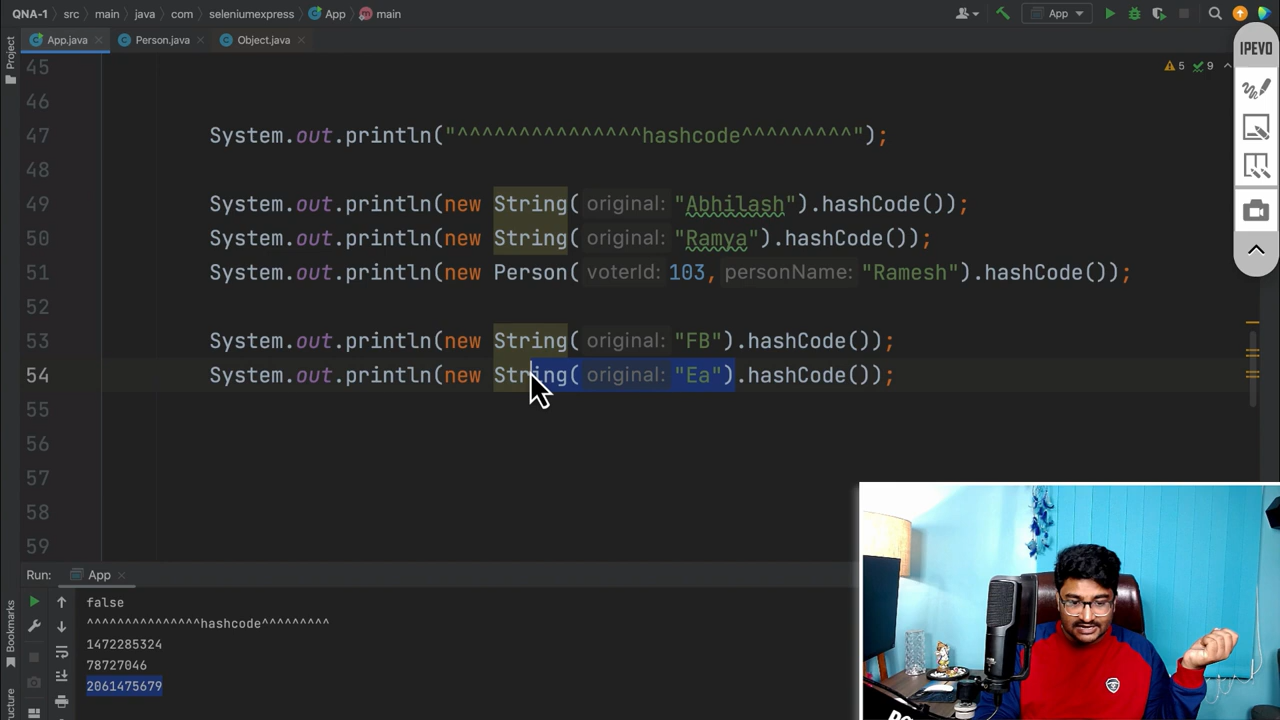 QNA-1 > src > main > java > com > seleniumexpress > App > main
App
App.java
Person.java
Object.java
IPEVO
Project
5 9
45
46
47 System.out.println("^^^^^^^^^^^^^^^hashcode^^^^^^^^^");
48
49 System.out.println(new String( original: "Abhilash").hashCode());
50 System.out.println(new String( original: "Ramya").hashCode());
51 System.out.println(new Person( voterId: 103, personName: "Ramesh").hashCode());
52
53 System.out.println(new String( original: "FB").hashCode());
54 System.out.println(new String( original: "Ea").hashCode());
55
56
57
58
59
Run: App
false
^^^^^^^^^^^^^^^hashcode^^^^^^^^^
1472285324
78727046
2061475679
Bookmarks